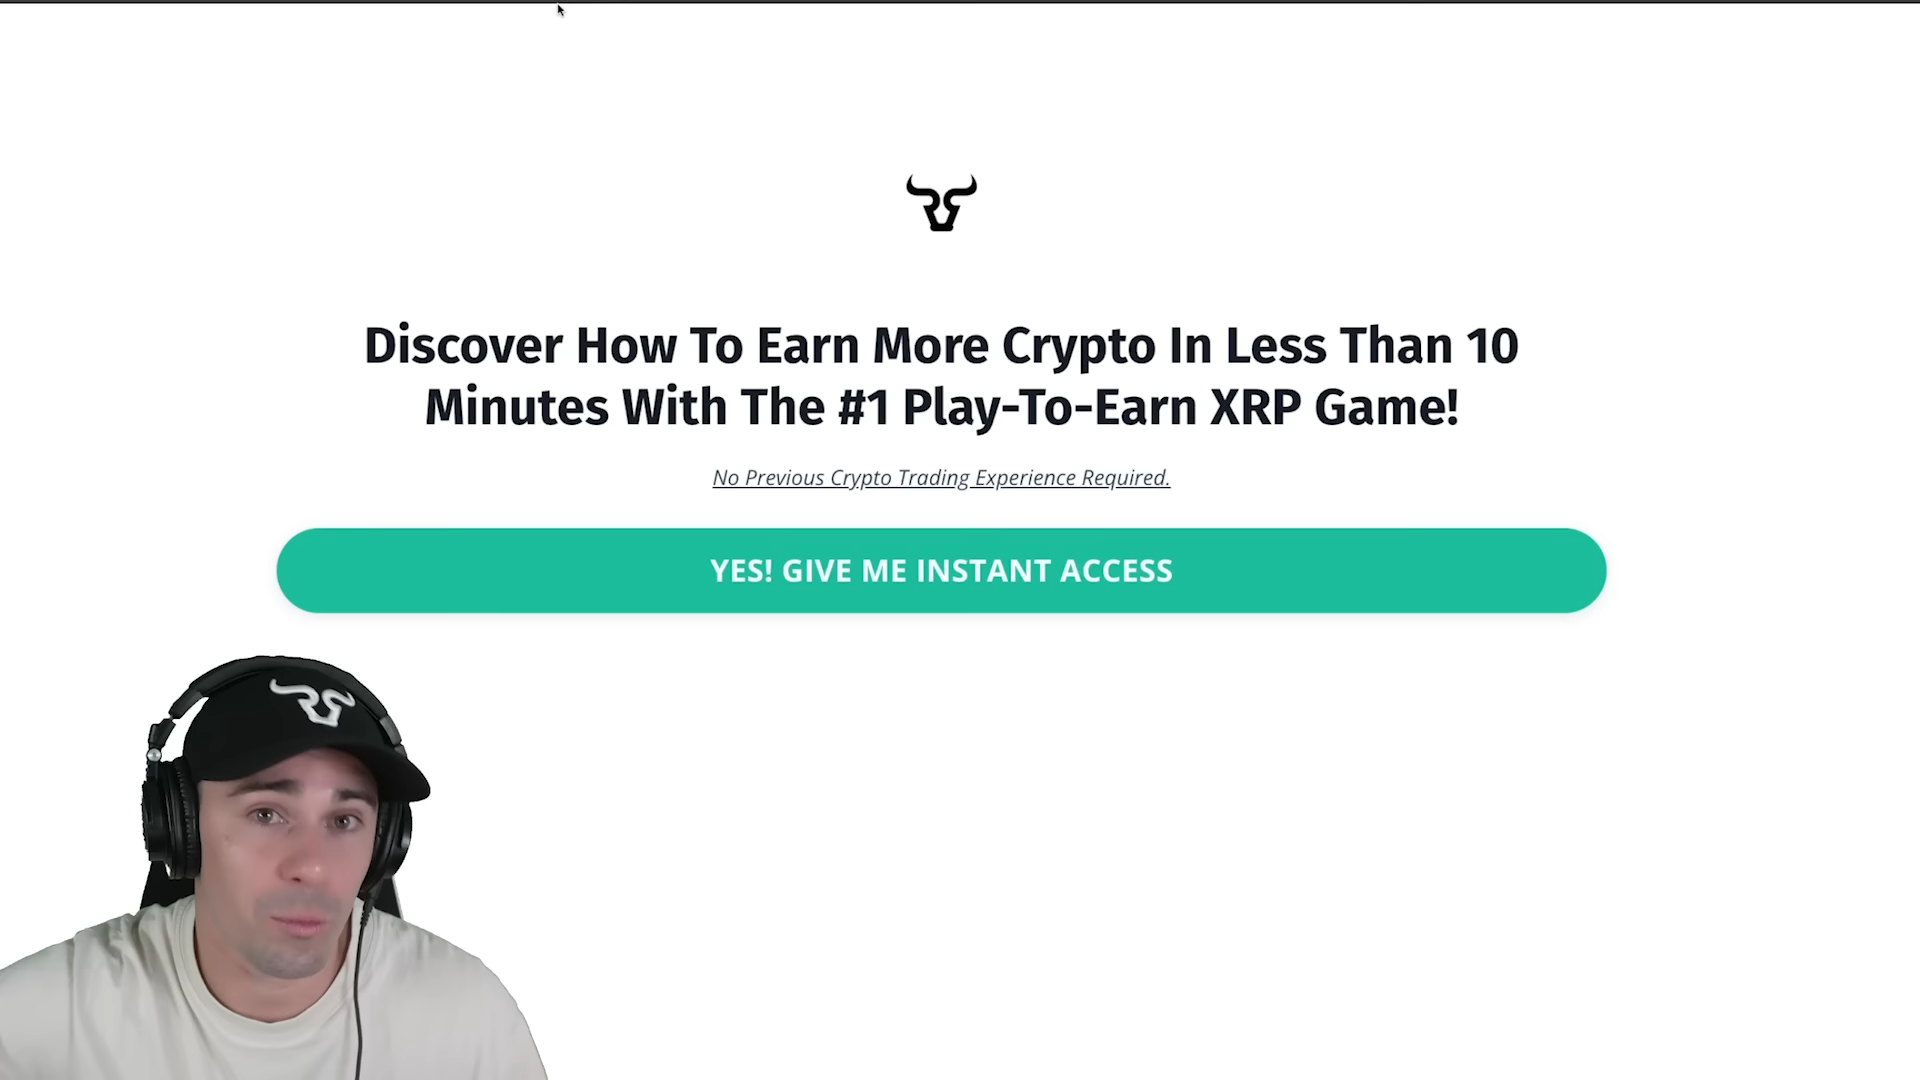 Discover How To Earn More Crypto In Less Than 10
Minutes With The #1 Play-To-Earn XRP Game!
No Previous Crypto Trading Experience Required.
YES! GIVE ME INSTANT ACCESS